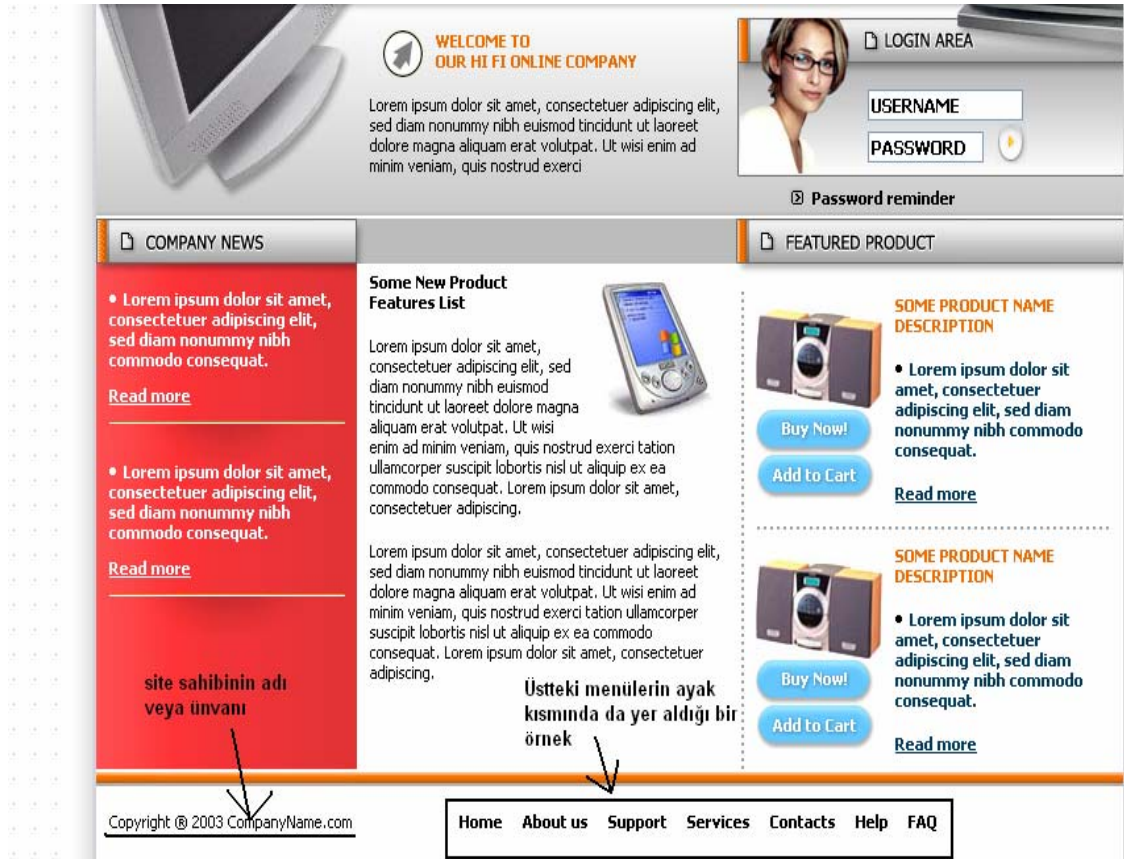 WELCOME TO
OUR HI FI ONLINE COMPANY
Lorem ipsum dolor sit amet, consectetuer adipiscing elit,
sed diam nonummy nibh euismod tincidunt ut laoreet
dolore magna aliquam erat volutpat. Ut wisi enim ad
minim veniam, quis nostrud exerci
LOGIN AREA
USERNAME
PASSWORD
Password reminder
COMPANY NEWS
• Lorem ipsum dolor sit amet,
consectetuer adipiscing elit,
sed diam nonummy nibh
commodo consequat.
Read more
• Lorem ipsum dolor sit amet,
consectetuer adipiscing elit,
sed diam nonummy nibh
commodo consequat.
Read more
site sahibinin adı
veya ünvanı
Some New Product
Features List
Lorem ipsum dolor sit amet,
consectetuer adipiscing elit, sed
diam nonummy nibh euismod
tincidunt ut laoreet dolore magna
aliquam erat volutpat. Ut wisi
enim ad minim veniam, quis nostrud exerci tation
ullamcorper suscipit lobortis nisl ut aliquip ex ea
commodo consequat. Lorem ipsum dolor sit amet,
consectetuer adipiscing.
Lorem ipsum dolor sit amet, consectetuer adipiscing elit,
sed diam nonummy nibh euismod tincidunt ut laoreet
dolore magna aliquam erat volutpat. Ut wisi enim ad
minim veniam, quis nostrud exerci tation ullamcorper
suscipit lobortis nisl ut aliquip ex ea commodo
consequat. Lorem ipsum dolor sit amet, consectetuer
adipiscing.
Üstteki menülerin ayak
kısmında da yer aldığı bir
örnek
FEATURED PRODUCT
SOME PRODUCT NAME
DESCRIPTION
• Lorem ipsum dolor sit
amet, consectetuer
adipiscing elit, sed diam
nonummy nibh commodo
consequat.
Read more
Buy Now!
Add to Cart
SOME PRODUCT NAME
DESCRIPTION
• Lorem ipsum dolor sit
amet, consectetuer
adipiscing elit, sed diam
nonummy nibh commodo
consequat.
Read more
Buy Now!
Add to Cart
Copyright ® 2003 CompanyName.com
Home About us Support Services Contacts Help FAQ